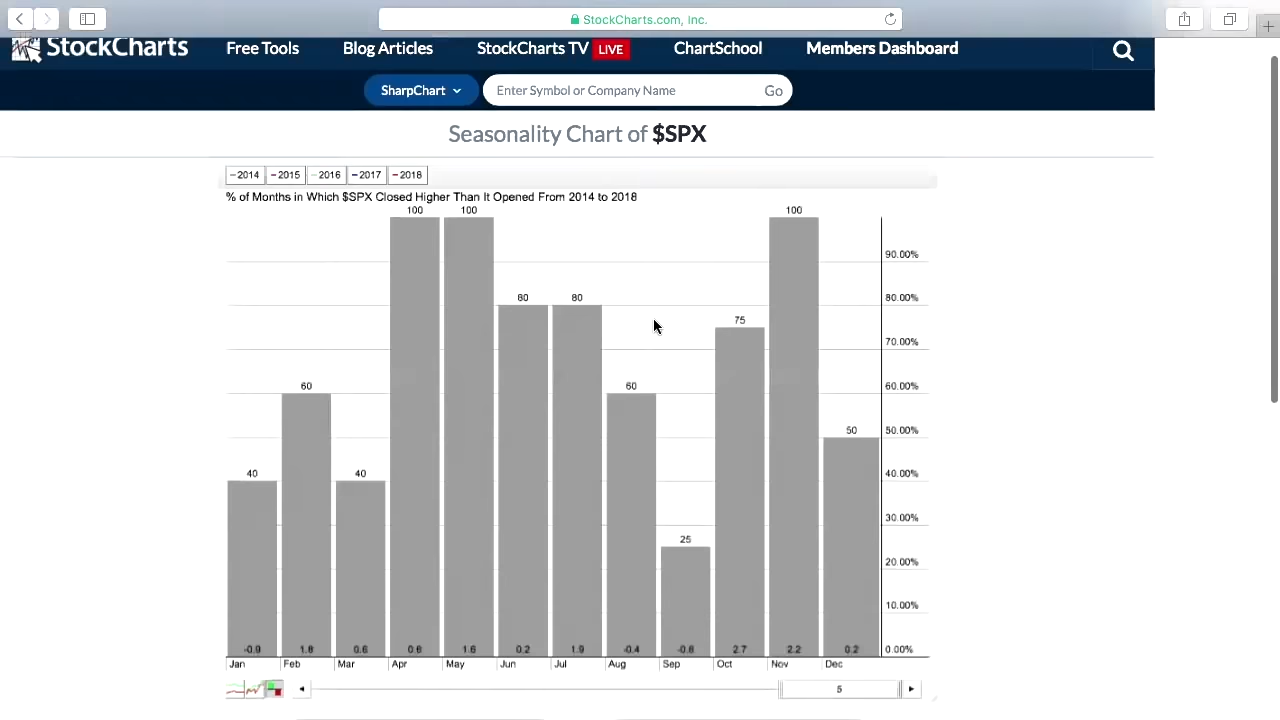 StockCharts.com, Inc.
StockCharts Free Tools Blog Articles StockCharts TV LIVE ChartSchool Members Dashboard
SharpChart Enter Symbol or Company Name Go
Seasonality Chart of $SPX
2014 2015 2016 2017 2018
% of Months in Which $SPX Closed Higher Than It Opened From 2014 to 2018
100 100 100
90.00%
80 80 80.00%
75
70.00%
60 60 60.00%
50 50.00%
40 40 40.00%
30.00%
25
20.00%
10.00%
-0.9 1.8 0.6 0.6 1.6 0.2 1.9 -0.4 -0.8 2.7 2.2 0.2 0.00%
Jan Feb Mar Apr May Jun Jul Aug Sep Oct Nov Dec
5